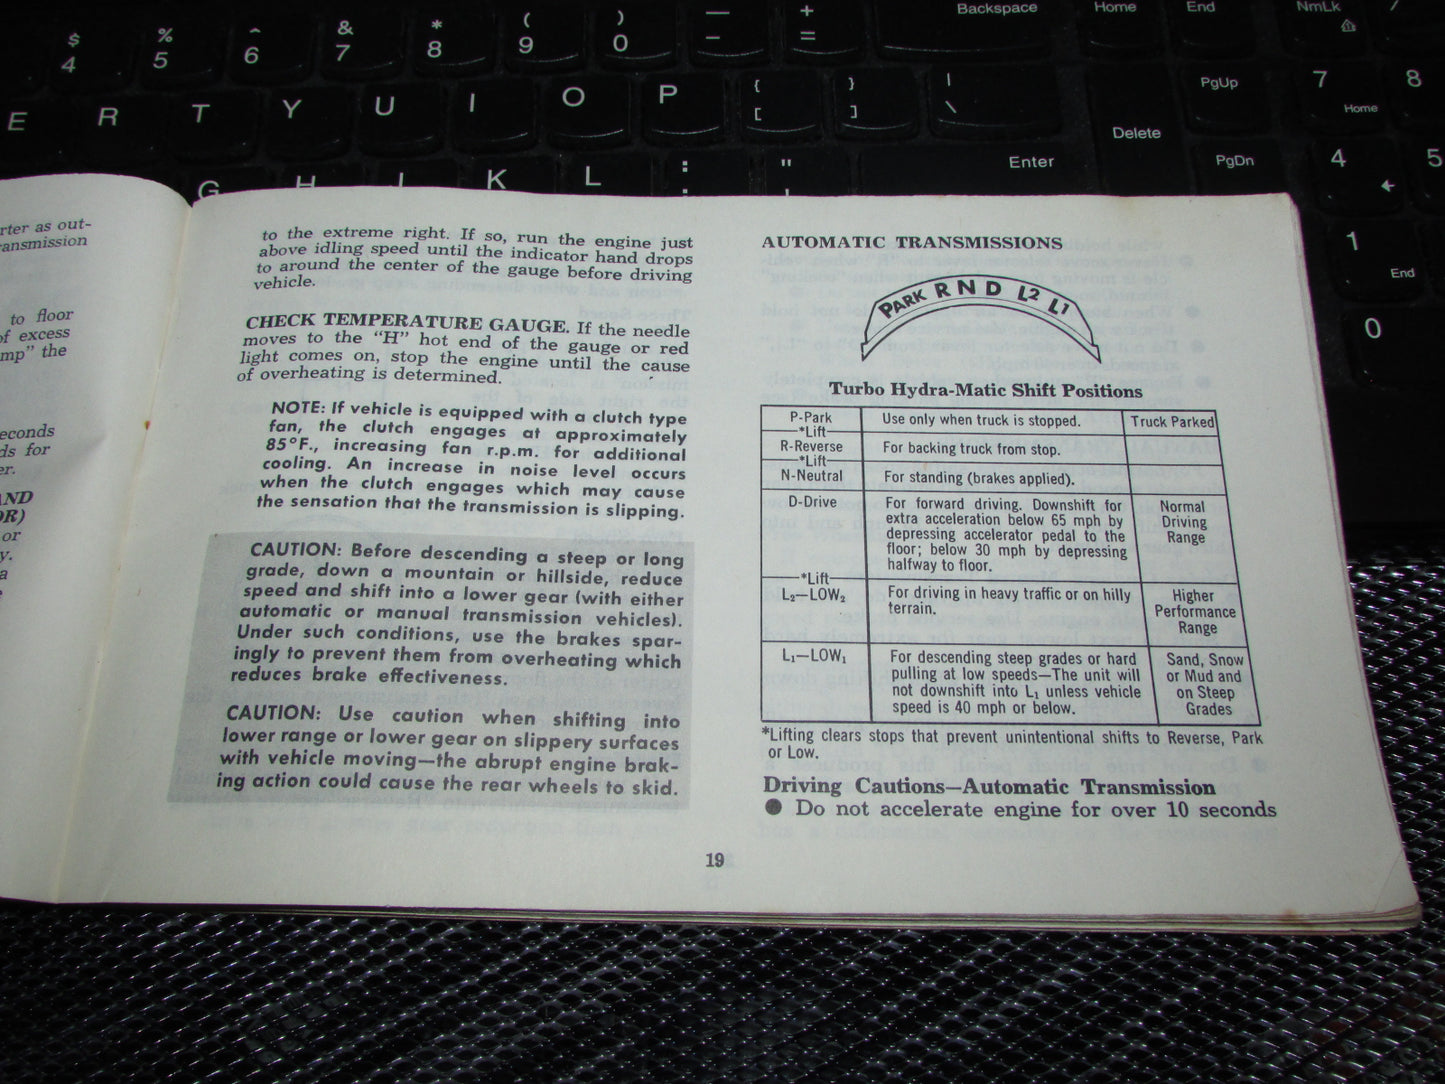 $ % ^ & * ( ) — + Backspace Home End NmLk
4 5 6 7 8 9 0 - =
E R T Y U I O P { [ } ] | \ Delete PgUp 7 Home 8
G H J K L : ; " ' Enter PgDn 4 5
1 End
0
rter as out-
ansmission
to floor
of excess
mp" the
econds
ds for
er.
AND
OR)
or
y.
a
to the extreme right. If so, run the engine just
above idling speed until the indicator hand drops
to around the center of the gauge before driving
vehicle.
CHECK TEMPERATURE GAUGE. If the needle
moves to the "H" hot end of the gauge or red
light comes on, stop the engine until the cause
of overheating is determined.
NOTE: If vehicle is equipped with a clutch type
fan, the clutch engages at approximately
85°F., increasing fan r.p.m. for additional
cooling. An increase in noise level occurs
when the clutch engages which may cause
the sensation that the transmission is slipping.
CAUTION: Before descending a steep or long
grade, down a mountain or hillside, reduce
speed and shift into a lower gear (with either
automatic or manual transmission vehicles).
Under such conditions, use the brakes spar-
ingly to prevent them from overheating which
reduces brake effectiveness.
CAUTION: Use caution when shifting into
lower range or lower gear on slippery surfaces
with vehicle moving—the abrupt engine brak-
ing action could cause the rear wheels to skid.
AUTOMATIC TRANSMISSIONS
PARK R N D L2 L1
Turbo Hydra-Matic Shift Positions
P-Park Use only when truck is stopped. Truck Parked
*Lift
R-Reverse For backing truck from stop.
*Lift
N-Neutral For standing (brakes applied).
D-Drive For forward driving. Downshift for
extra acceleration below 65 mph by
depressing accelerator pedal to the
floor; below 30 mph by depressing
halfway to floor.
Normal
Driving
Range
*Lift
L₂—LOW₂ For driving in heavy traffic or on hilly
terrain.
Higher
Performance
Range
L₁—LOW₁ For descending steep grades or hard
pulling at low speeds—The unit will
not downshift into L₁ unless vehicle
speed is 40 mph or below.
Sand, Snow
or Mud and
on Steep
Grades
*Lifting clears stops that prevent unintentional shifts to Reverse, Park
or Low.
Driving Cautions—Automatic Transmission
● Do not accelerate engine for over 10 seconds
19